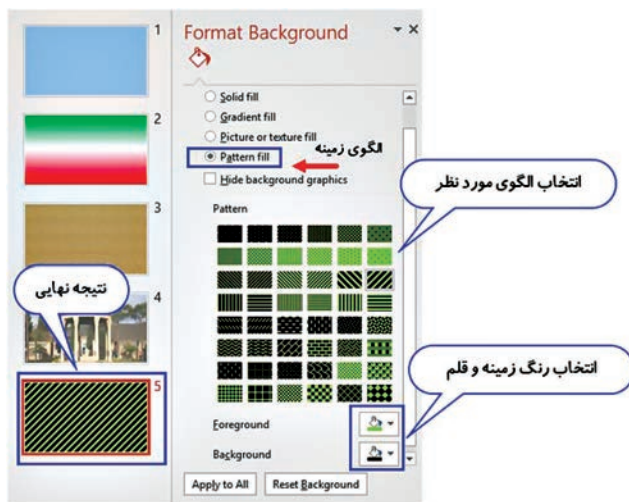 1
2
3
4
5
Format Background
Solid fill
Gradient fill
Picture or texture fill
Pattern fill
الگوی زمینه
Hide background graphics
Pattern
انتخاب الگوی مورد نظر
نتیجه نهایی
انتخاب رنگ زمینه و قلم
Foreground
Background
Apply to All
Reset Background